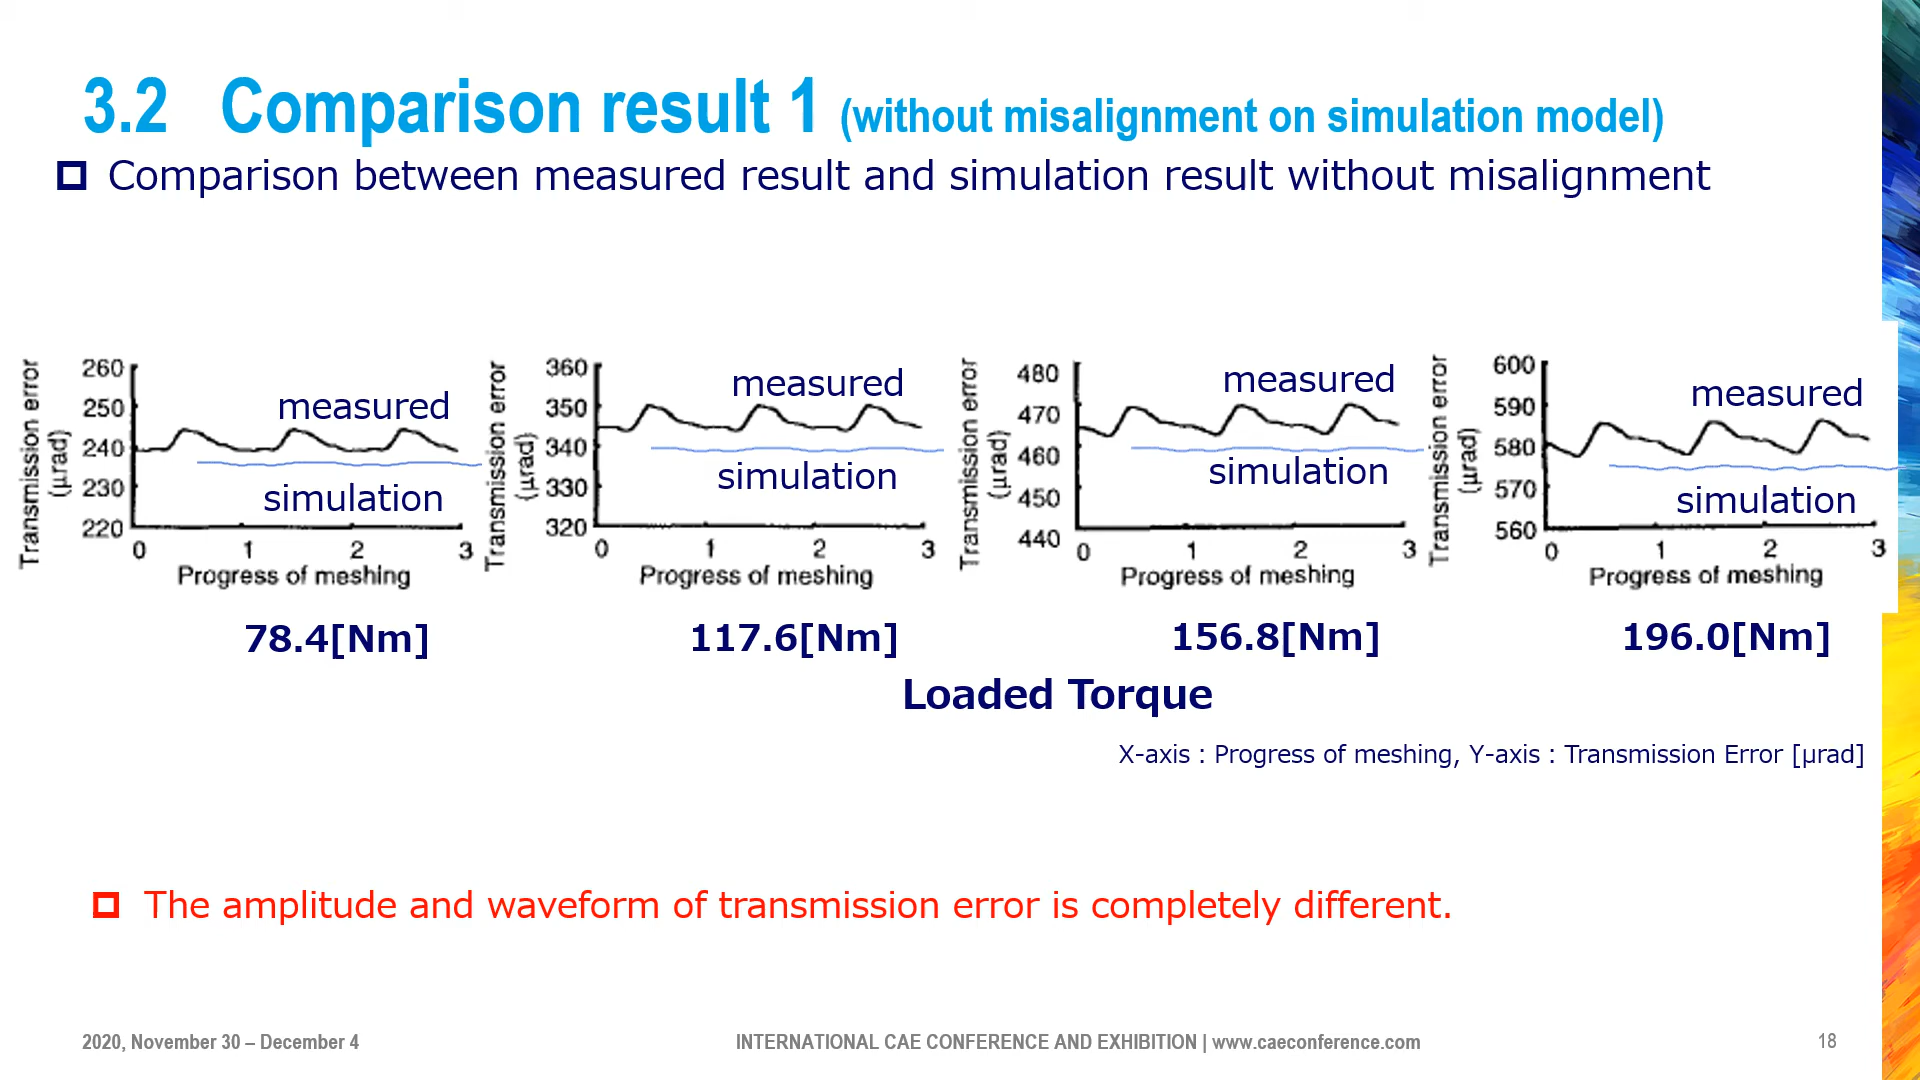 3.2 Comparison result 1 (without misalignment on simulation model)
Comparison between measured result and simulation result without misalignment
Transmission error
(μrad)
260
250
240
230
220
measured
simulation
0 1 2 3
Progress of meshing
78.4[Nm]
Transmission error
(μrad)
360
350
340
330
320
measured
simulation
0 1 2 3
Progress of meshing
117.6[Nm]
Transmission error
(μrad)
480
470
460
450
440
measured
simulation
0 1 2 3
Progress of meshing
156.8[Nm]
Transmission error
(μrad)
600
590
580
570
560
measured
simulation
0 1 2 3
Progress of meshing
196.0[Nm]
Loaded Torque
X-axis : Progress of meshing, Y-axis : Transmission Error [μrad]
The amplitude and waveform of transmission error is completely different.
2020, November 30 – December 4
INTERNATIONAL CAE CONFERENCE AND EXHIBITION | www.caeconference.com
18